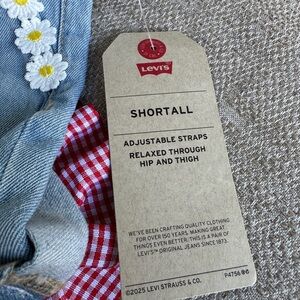 LEVI'S
SHORTALL
ADJUSTABLE STRAPS
RELAXED THROUGH
HIP AND THIGH
WE'VE BEEN CRAFTING QUALITY CLOTHING
FOR OVER 150 YEARS. MAKING GREAT
THINGS EVEN BETTER. THIS IS A PAIR OF
LEVI'S™ ORIGINAL JEANS SINCE 1873.
©2025 LEVI STRAUSS & CO.